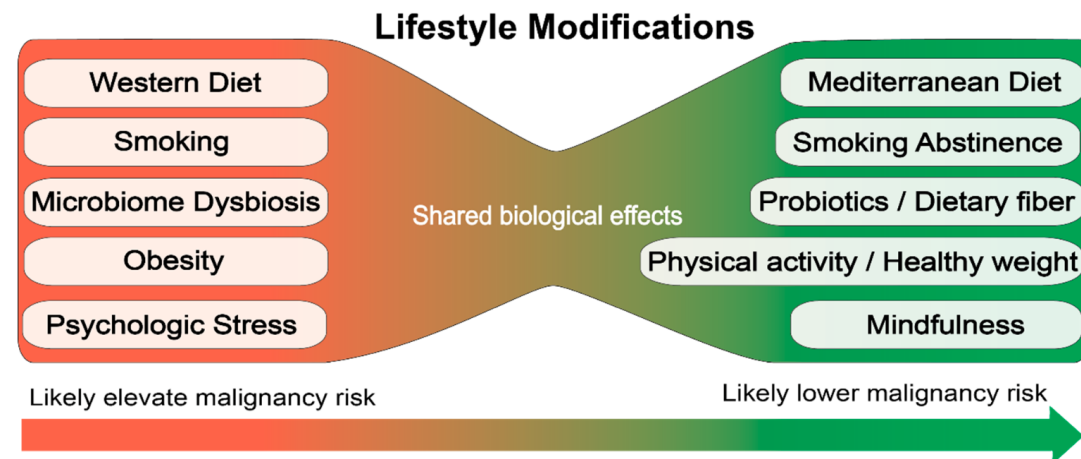 Lifestyle Modifications
Western Diet
Smoking
Microbiome Dysbiosis
Obesity
Psychologic Stress
Shared biological effects
Mediterranean Diet
Smoking Abstinence
Probiotics / Dietary fiber
Physical activity / Healthy weight
Mindfulness
Likely elevate malignancy risk
Likely lower malignancy risk